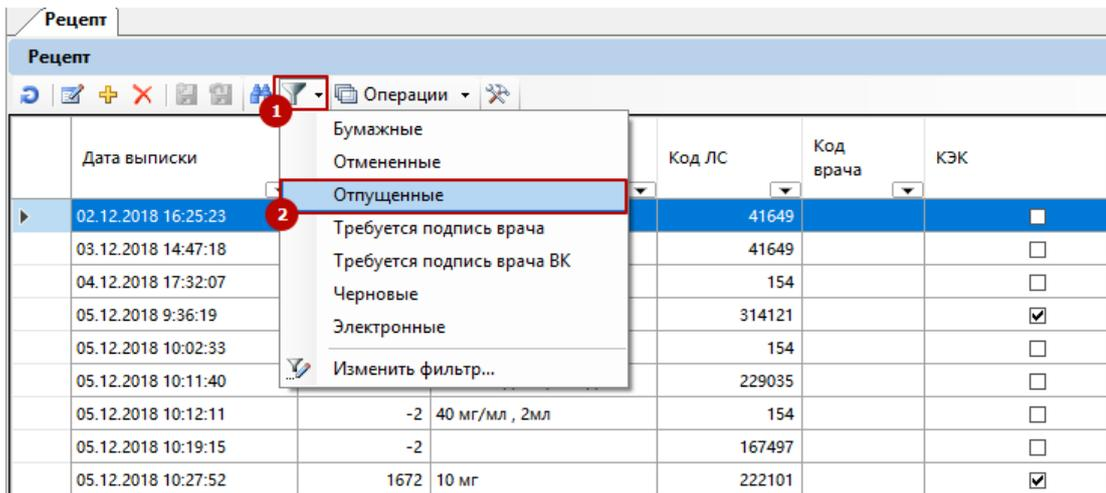 Рецепт
Рецепт
Операции
1
Бумажные
Отмененные
Отпущенные
2
Требуется подпись врача
Требуется подпись врача ВК
Черновые
Электронные
Изменить фильтр...
Дата выписки Код ЛС Код врача КЭК
02.12.2018 16:25:23 41649
03.12.2018 14:47:18 41649
04.12.2018 17:32:07 154
05.12.2018 9:36:19 314121
05.12.2018 10:02:33 154
05.12.2018 10:11:40 229035
05.12.2018 10:12:11 -2 40 мг/мл , 2мл 154
05.12.2018 10:19:15 -2 167497
05.12.2018 10:27:52 1672 10 мг 222101